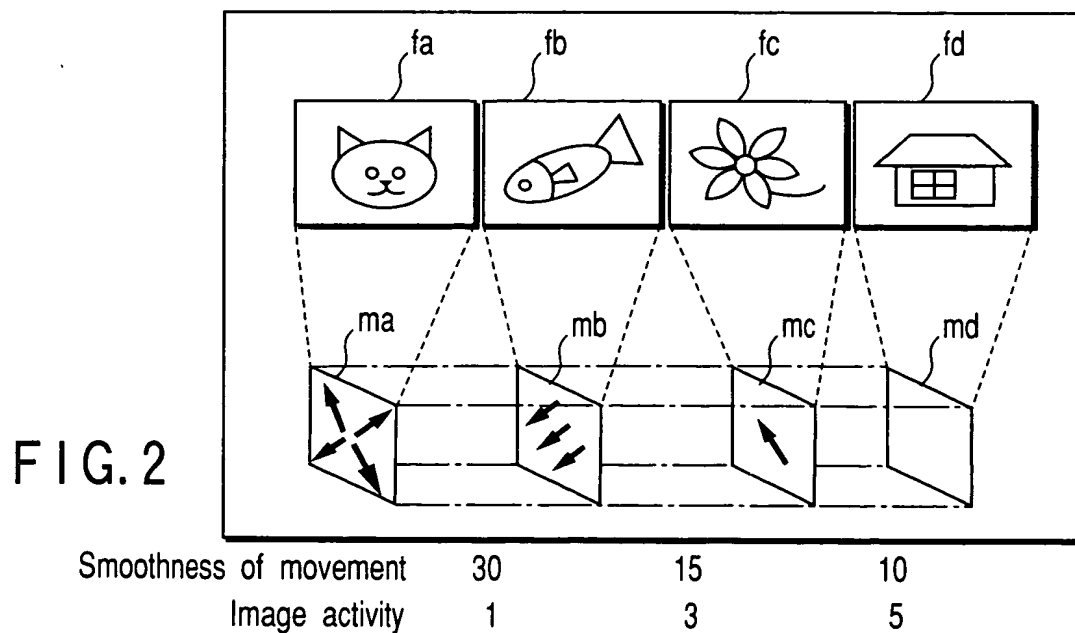 fa fb fc fd
ma mb mc md
FIG. 2
Smoothness of movement 30 15 10
Image activity 1 3 5